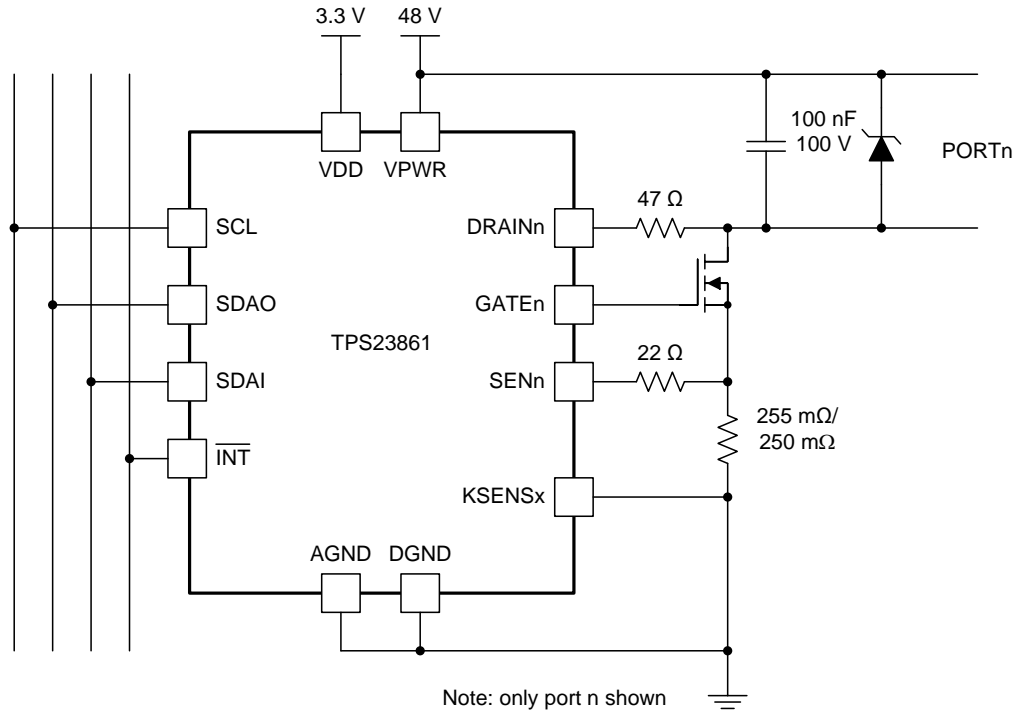 3.3 V
48 V
VDD
VPWR
100 nF
100 V
PORTn
SCL
DRAINn
47 Ω
SDAO
GATEn
TPS23861
SDAI
SENn
22 Ω
255 mΩ/
250 mΩ
INT
KSENSx
AGND
DGND
Note: only port n shown